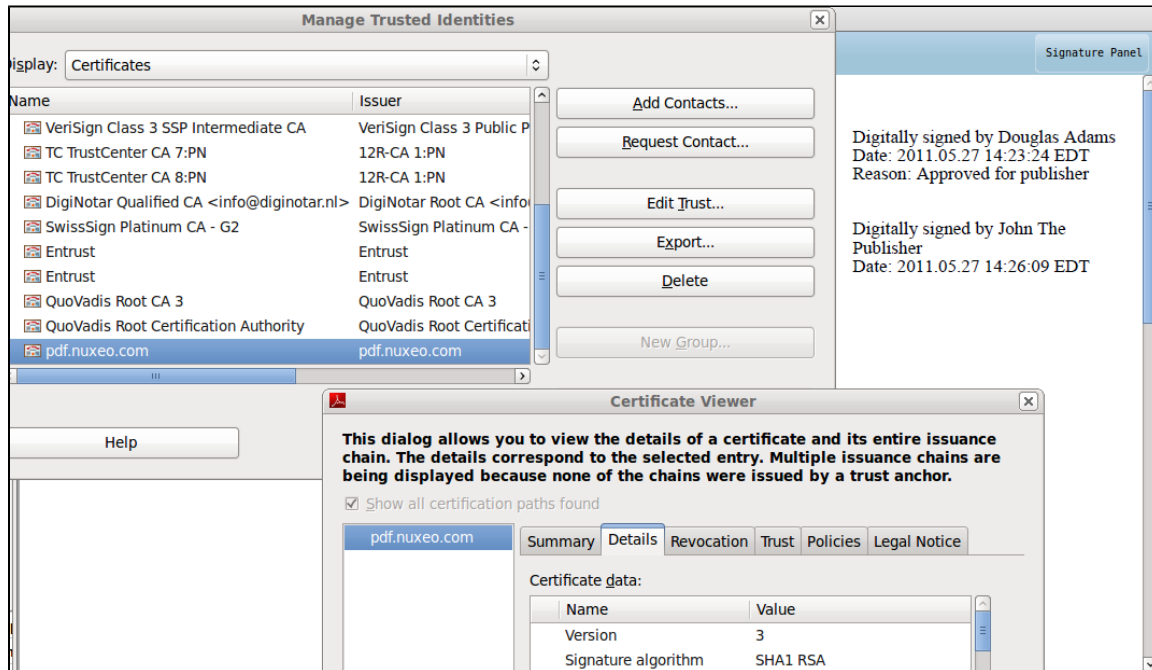 Manage Trusted Identities
Display: Certificates
Name Issuer
VeriSign Class 3 SSP Intermediate CA VeriSign Class 3 Public P
TC TrustCenter CA 7:PN 12R-CA 1:PN
TC TrustCenter CA 8:PN 12R-CA 1:PN
DigiNotar Qualified CA <info@diginotar.nl> DigiNotar Root CA <info
SwissSign Platinum CA - G2 SwissSign Platinum CA -
Entrust Entrust
Entrust Entrust
QuoVadis Root CA 3 QuoVadis Root CA 3
QuoVadis Root Certification Authority QuoVadis Root Certificati
pdf.nuxeo.com pdf.nuxeo.com
Add Contacts...
Request Contact...
Edit Trust...
Export...
Delete
New Group...
Help
Signature Panel
Digitally signed by Douglas Adams
Date: 2011.05.27 14:23:24 EDT
Reason: Approved for publisher
Digitally signed by John The
Publisher
Date: 2011.05.27 14:26:09 EDT
Certificate Viewer
This dialog allows you to view the details of a certificate and its entire issuance
chain. The details correspond to the selected entry. Multiple issuance chains are
being displayed because none of the chains were issued by a trust anchor.
Show all certification paths found
pdf.nuxeo.com
Summary Details Revocation Trust Policies Legal Notice
Certificate data:
Name Value
Version 3
Signature algorithm SHA1 RSA